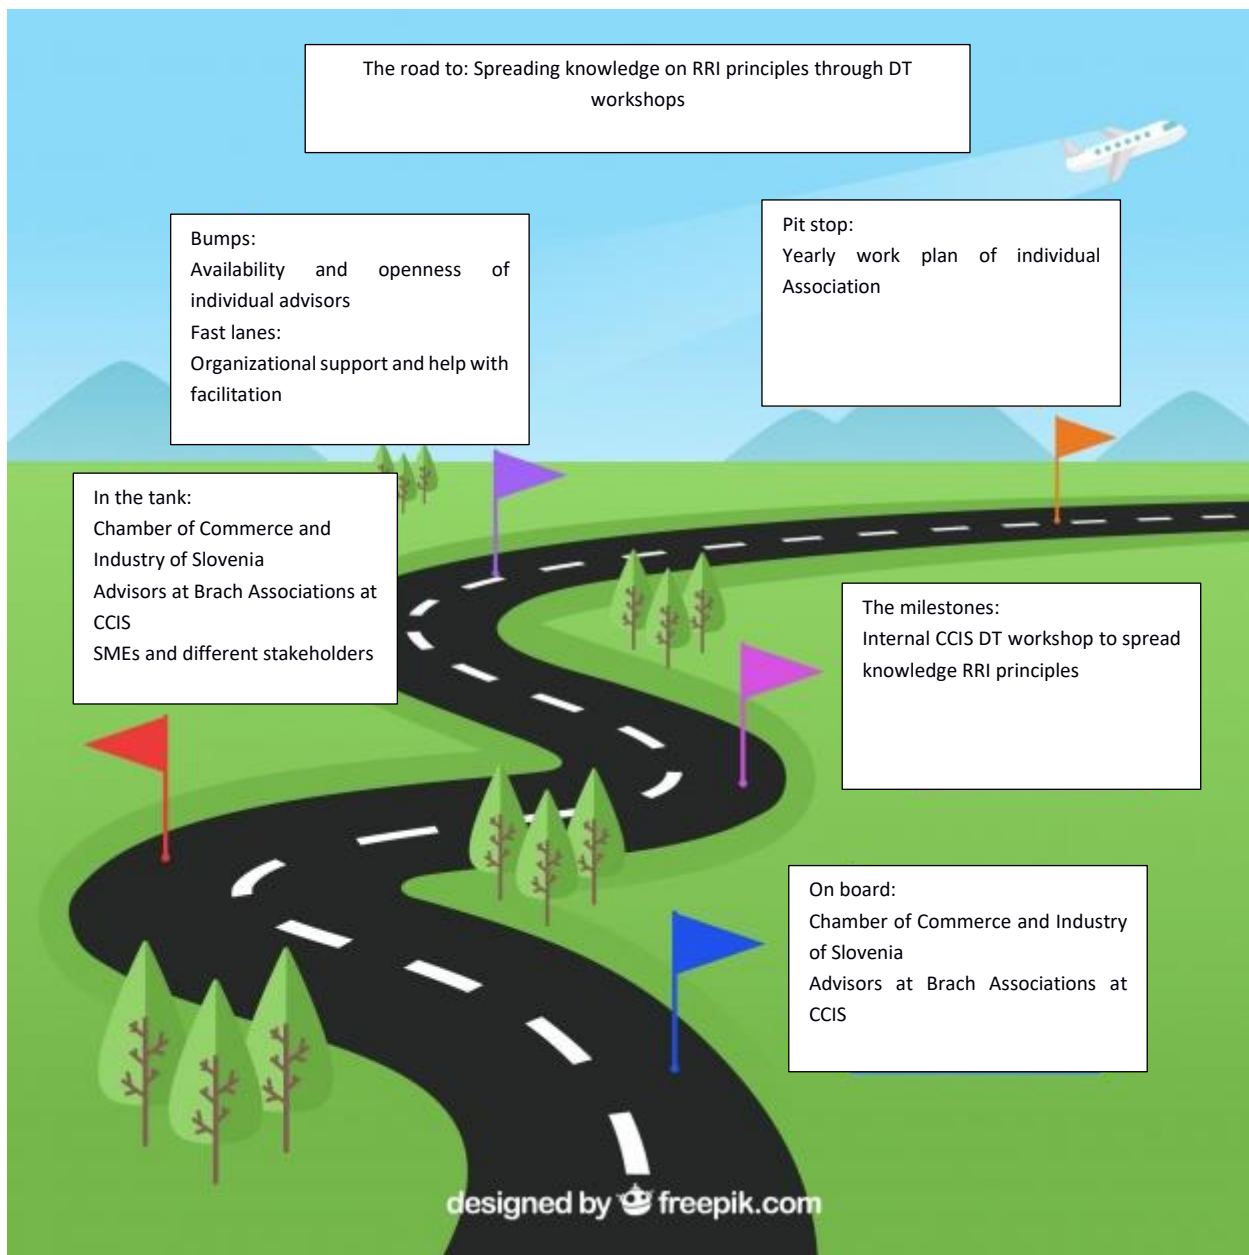 The road to: Spreading knowledge on RRI principles through DT
workshops
Bumps:
Availability and openness of
individual advisors
Fast lanes:
Organizational support and help with
facilitation
Pit stop:
Yearly work plan of individual
Association
In the tank:
Chamber of Commerce and
Industry of Slovenia
Advisors at Brach Associations at
CCIS
SMEs and different stakeholders
The milestones:
Internal CCIS DT workshop to spread
knowledge RRI principles
On board:
Chamber of Commerce and Industry
of Slovenia
Advisors at Brach Associations at
CCIS
designed by freepik.com